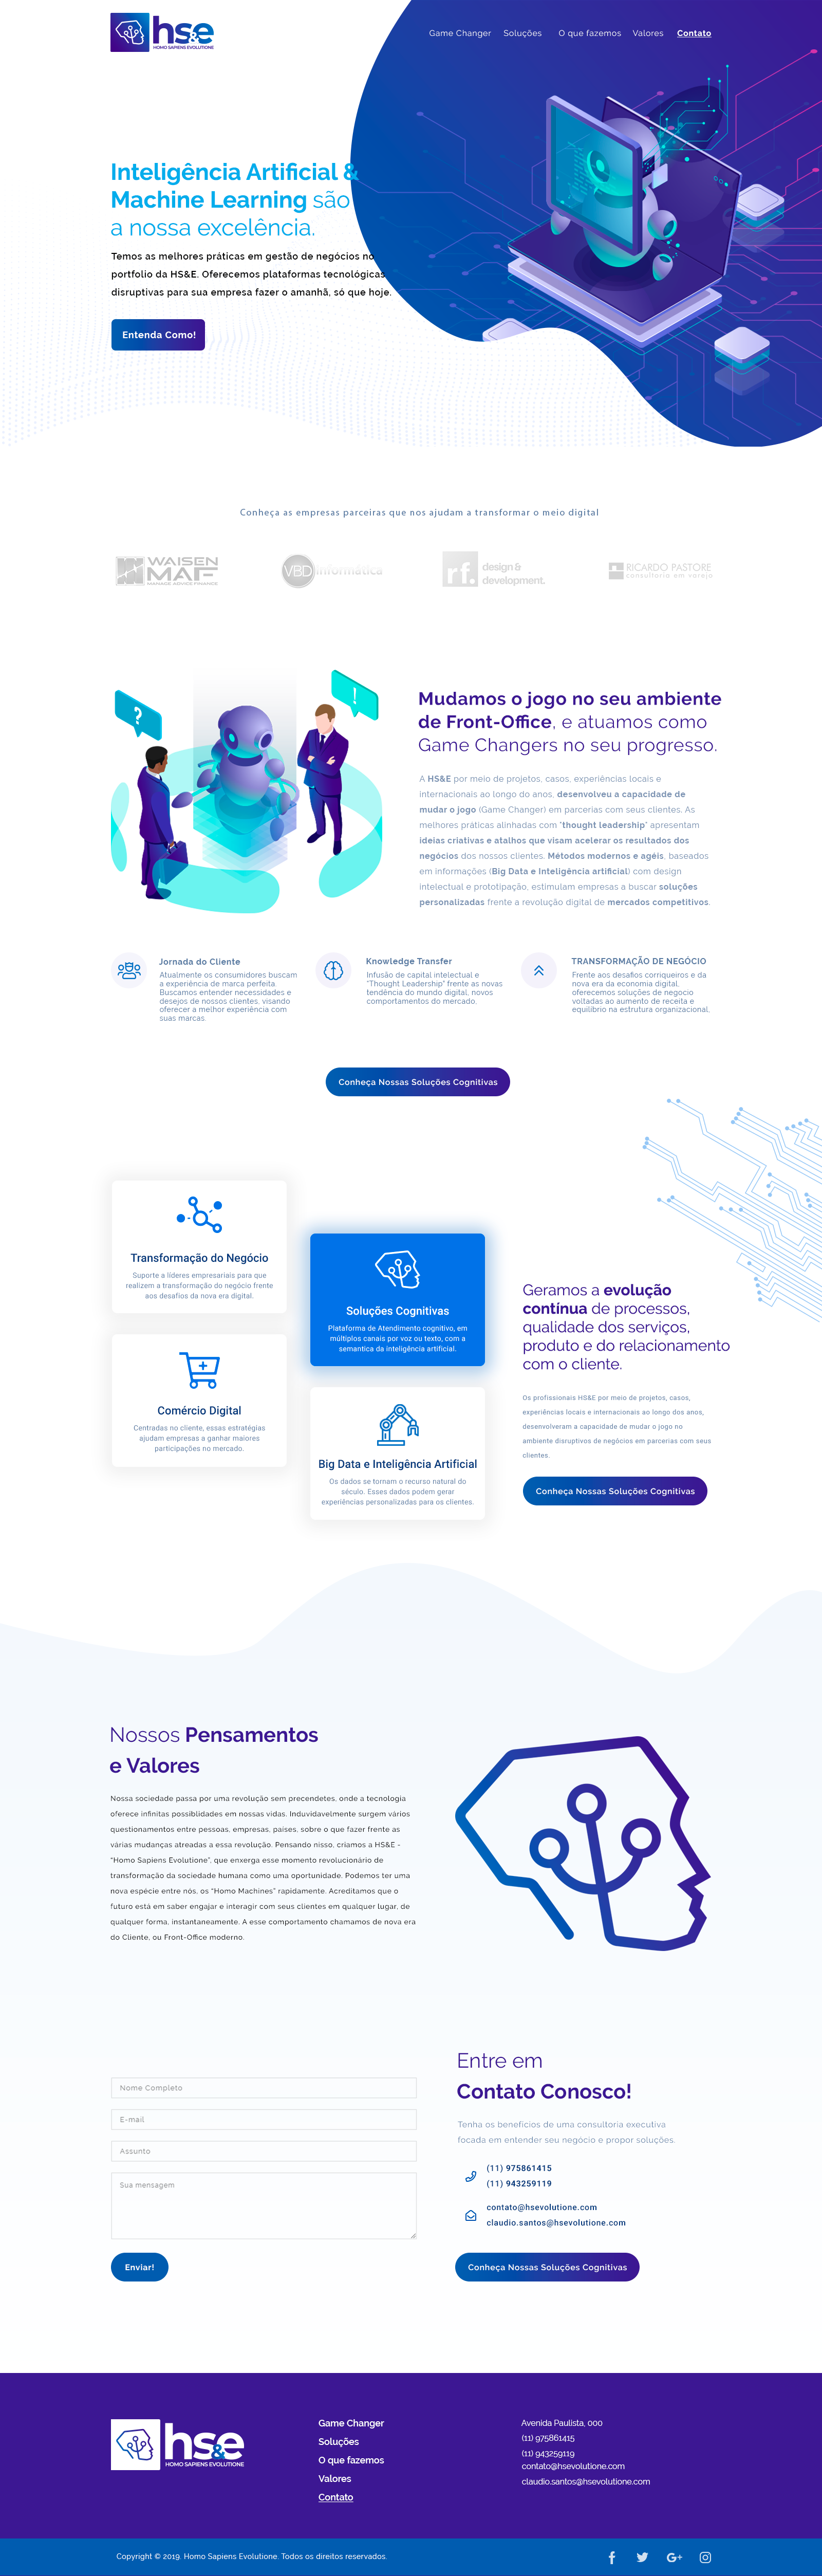 hs&e
HOMO SAPIENS EVOLUTIONE
Game Changer Soluções O que fazemos Valores Contato
Inteligência Artificial &
Machine Learning são
a nossa excelência.
Temos as melhores práticas em gestão de negócios no
portfolio da HS&E. Oferecemos plataformas tecnológicas
disruptivas para sua empresa fazer o amanhã, só que hoje.
Entenda Como!
Conheça as empresas parceiras que nos ajudam a transformar o meio digital
WAISEN
MAF
MANAGE ADVICE FINANCE
VBD informática
rf. design &
development.
RICARDO PASTORE
consultoria em varejo
?
!
Mudamos o jogo no seu ambiente
de Front-Office, e atuamos como
Game Changers no seu progresso.
A HS&E por meio de projetos, casos, experiências locais e
internacionais ao longo do anos, desenvolveu a capacidade de
mudar o jogo (Game Changer) em parcerias com seus clientes. As
melhores práticas alinhadas com "thought leadership" apresentam
ideias criativas e atalhos que visam acelerar os resultados dos
negócios dos nossos clientes. Métodos modernos e agéis, baseados
em informações (Big Data e Inteligência artificial) com design
intelectual e prototipação, estimulam empresas a buscar soluções
personalizadas frente a revolução digital de mercados competitivos.
Jornada do Cliente
Atualmente os consumidores buscam
a experiência de marca perfeita.
Buscamos entender necessidades e
desejos de nossos clientes, visando
oferecer a melhor experiência com
suas marcas.
Knowledge Transfer
Infusão de capital intelectual e
"Thought Leadership" frente as novas
tendência do mundo digital, novos
comportamentos do mercado.
TRANSFORMAÇÃO DE NEGÓCIO
Frente aos desafios corriqueiros e da
nova era da economia digital,
oferecemos soluções de negocio
voltadas ao aumento de receita e
equilíbrio na estrutura organizacional.
Conheça Nossas Soluções Cognitivas
Transformação do Negócio
Suporte a líderes empresariais para que
realizem a transformação do negócio frente
aos desafios da nova era digital.
Soluções Cognitivas
Plataforma de Atendimento cognitivo, em
múltiplos canais por voz ou texto, com a
semantica da inteligência artificial.
Comércio Digital
Centradas no cliente, essas estratégias
ajudam empresas a ganhar maiores
participações no mercado.
Big Data e Inteligência Artificial
Os dados se tornam o recurso natural do
século. Esses dados podem gerar
experiências personalizadas para os clientes.
Geramos a evolução
contínua de processos,
qualidade dos serviços,
produto e do relacionamento
com o cliente.
Os profissionais HS&E por meio de projetos, casos,
experiências locais e internacionais ao longo dos anos,
desenvolveram a capacidade de mudar o jogo no
ambiente disruptivos de negócios em parcerias com seus
clientes.
Conheça Nossas Soluções Cognitivas
Nossos Pensamentos
e Valores
Nossa sociedade passa por uma revolução sem precendetes, onde a tecnologia
oferece infinitas possiblidades em nossas vidas. Induvidavelmente surgem vários
questionamentos entre pessoas, empresas, paises, sobre o que fazer frente as
várias mudanças atreadas a essa revolução. Pensando nisso, criamos a HS&E -
"Homo Sapiens Evolutione", que enxerga esse momento revolucionário de
transformação da sociedade humana como uma oportunidade. Podemos ter uma
nova espécie entre nós, os "Homo Machines" rapidamente. Acreditamos que o
futuro está em saber engajar e interagir com seus clientes em qualquer lugar, de
qualquer forma, instantaneamente. A esse comportamento chamamos de nova era
do Cliente, ou Front-Office moderno.
Nome Completo
E-mail
Assunto
Sua mensagem
Enviar!
Entre em
Contato Conosco!
Tenha os benefícios de uma consultoria executiva
focada em entender seu negócio e propor soluções.
(11) 975861415
(11) 943259119
contato@hsevolutione.com
claudio.santos@hsevolutione.com
Conheça Nossas Soluções Cognitivas
hs&e
HOMO SAPIENS EVOLUTIONE
Game Changer
Soluções
O que fazemos
Valores
Contato
Avenida Paulista, 000
(11) 975861415
(11) 943259119
contato@hsevolutione.com
claudio.santos@hsevolutione.com
Copyright © 2019. Homo Sapiens Evolutione. Todos os direitos reservados.